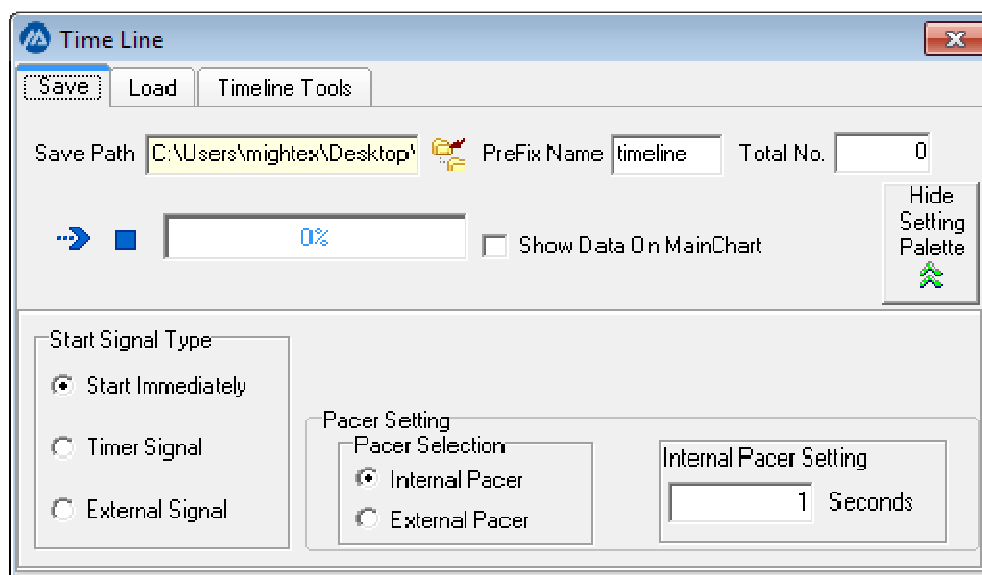 Time Line
Save Load Timeline Tools
Save Path C:\Users\mightex\Desktop\ PreFix Name timeline Total No. 0
Hide
Setting
Palette
0% Show Data On MainChart
Start Signal Type
Start Immediately
Timer Signal
External Signal
Pacer Setting
Pacer Selection
Internal Pacer
External Pacer
Internal Pacer Setting
1 Seconds